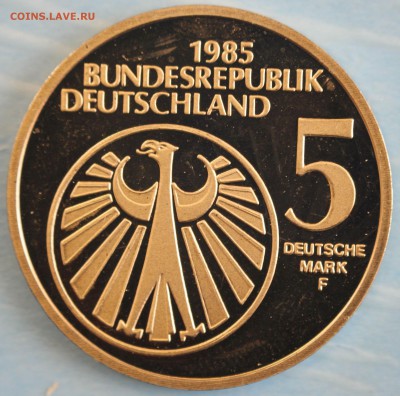 COINS.LAVE.RU
1985
BUNDESREPUBLIK
DEUTSCHLAND
5
DEUTSCHE
MARK
F